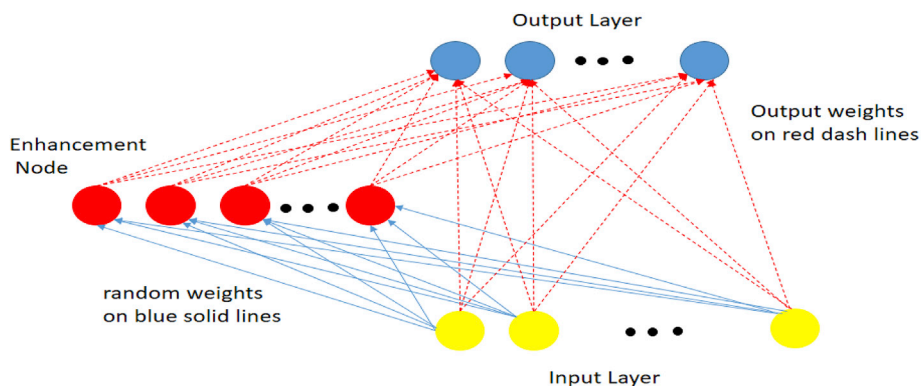 Output Layer
Output weights
on red dash lines
Enhancement
Node
random weights
on blue solid lines
Input Layer